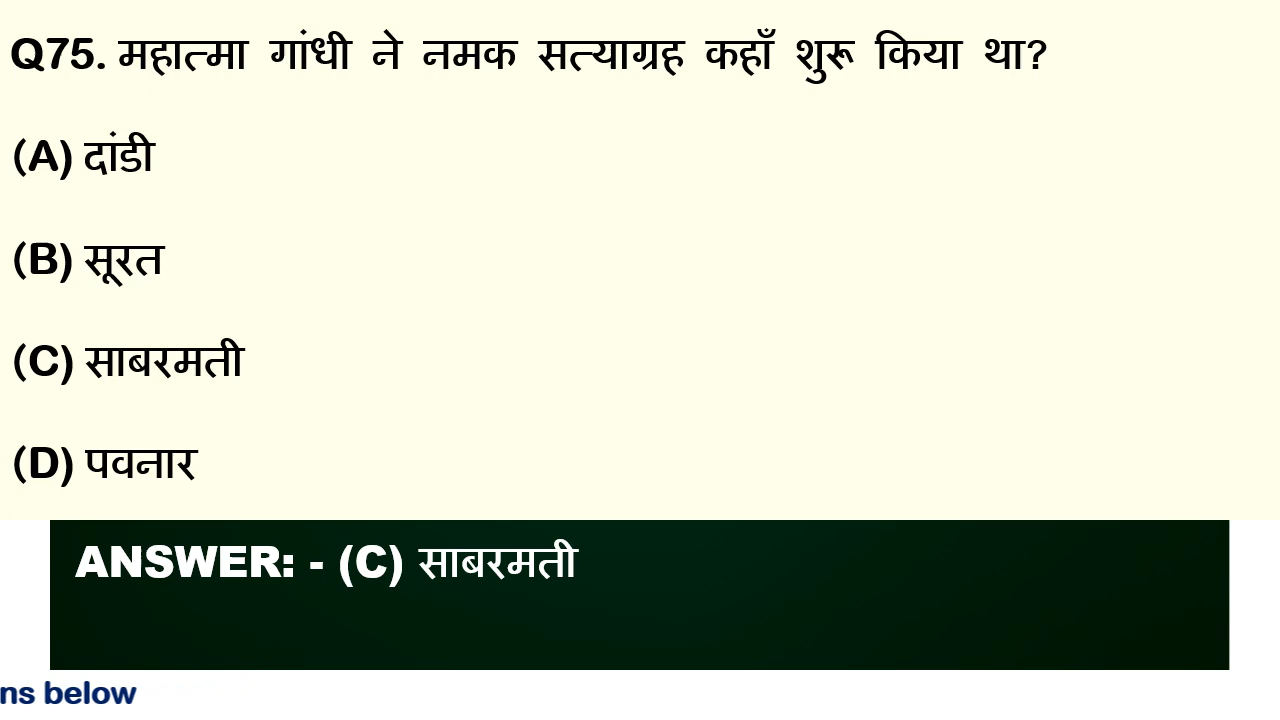 Q75. महात्मा गांधी ने नमक सत्याग्रह कहाँ शुरू किया था?
(A) दांडी
(B) सूरत
(C) साबरमती
(D) पवनार
ANSWER: - (C) साबरमती
ns below